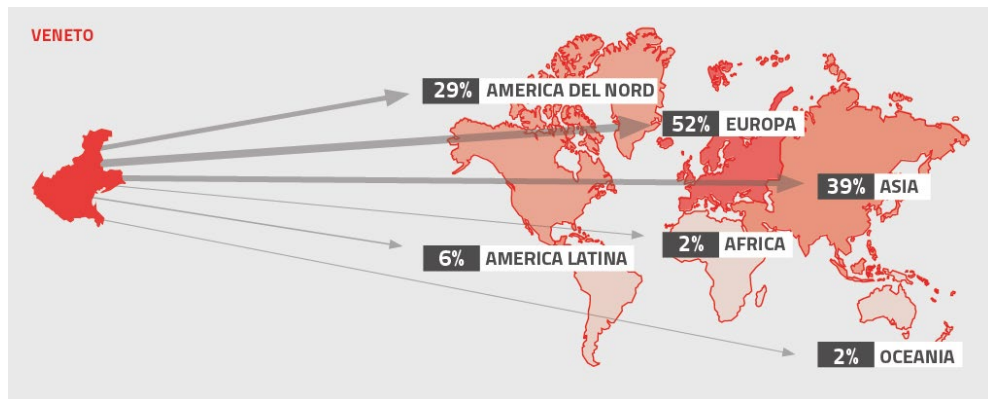 VENETO
29% AMERICA DEL NORD
52% EUROPA
39% ASIA
2% AFRICA
6% AMERICA LATINA
2% OCEANIA